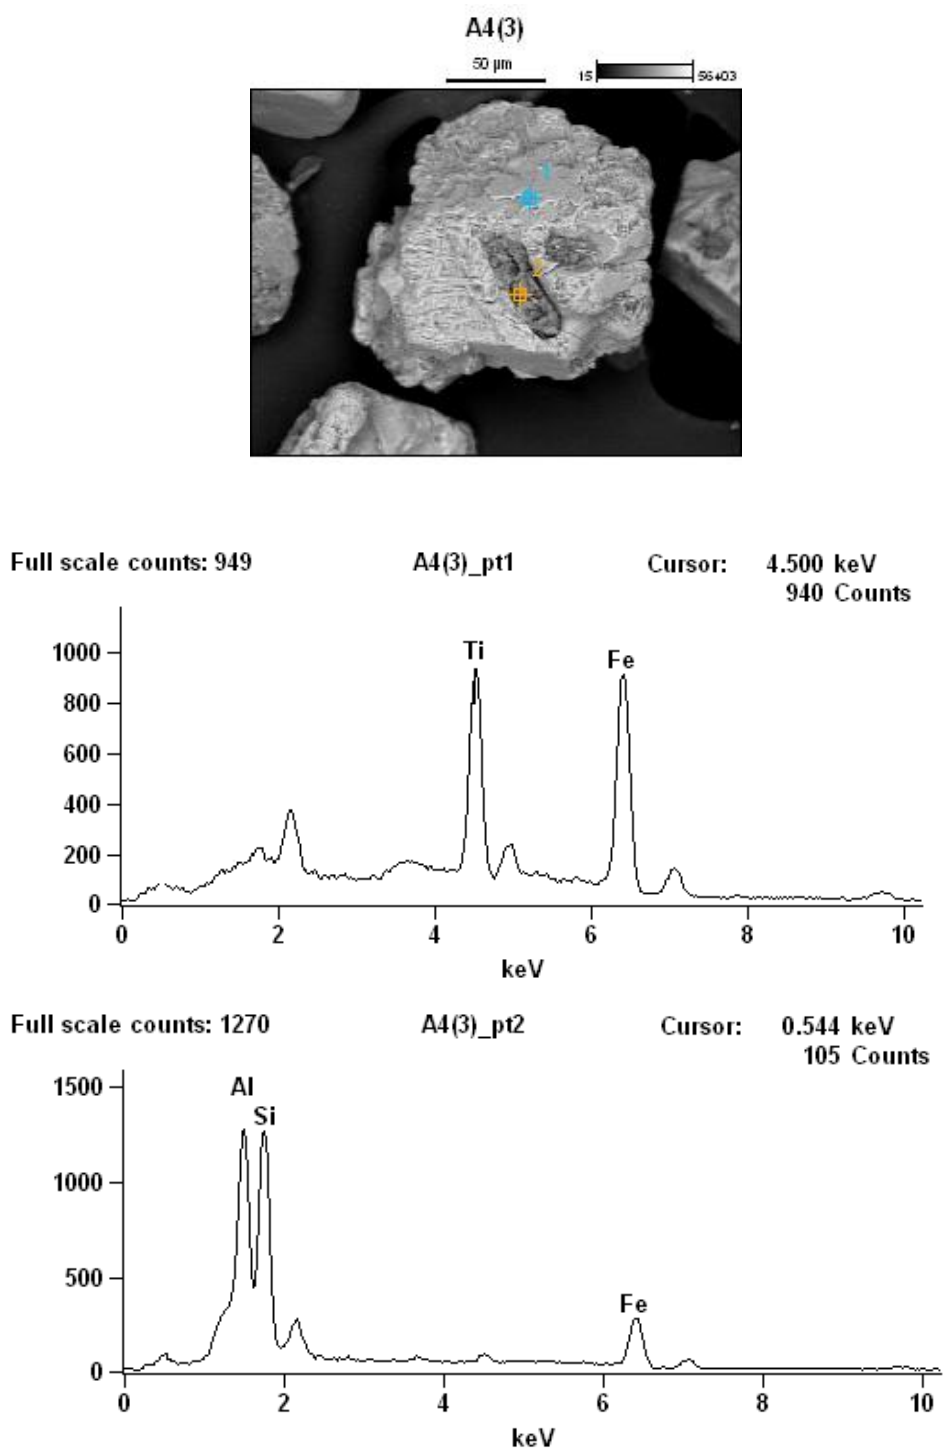 A4(3)
50 μm
15 56403
1
2
Full scale counts: 949 A4(3)_pt1 Cursor: 4.500 keV
940 Counts
Ti
Fe
1000
800
600
400
200
0
0 2 4 6 8 10
keV
Full scale counts: 1270 A4(3)_pt2 Cursor: 0.544 keV
105 Counts
Al
Si
Fe
1500
1000
500
0
0 2 4 6 8 10
keV